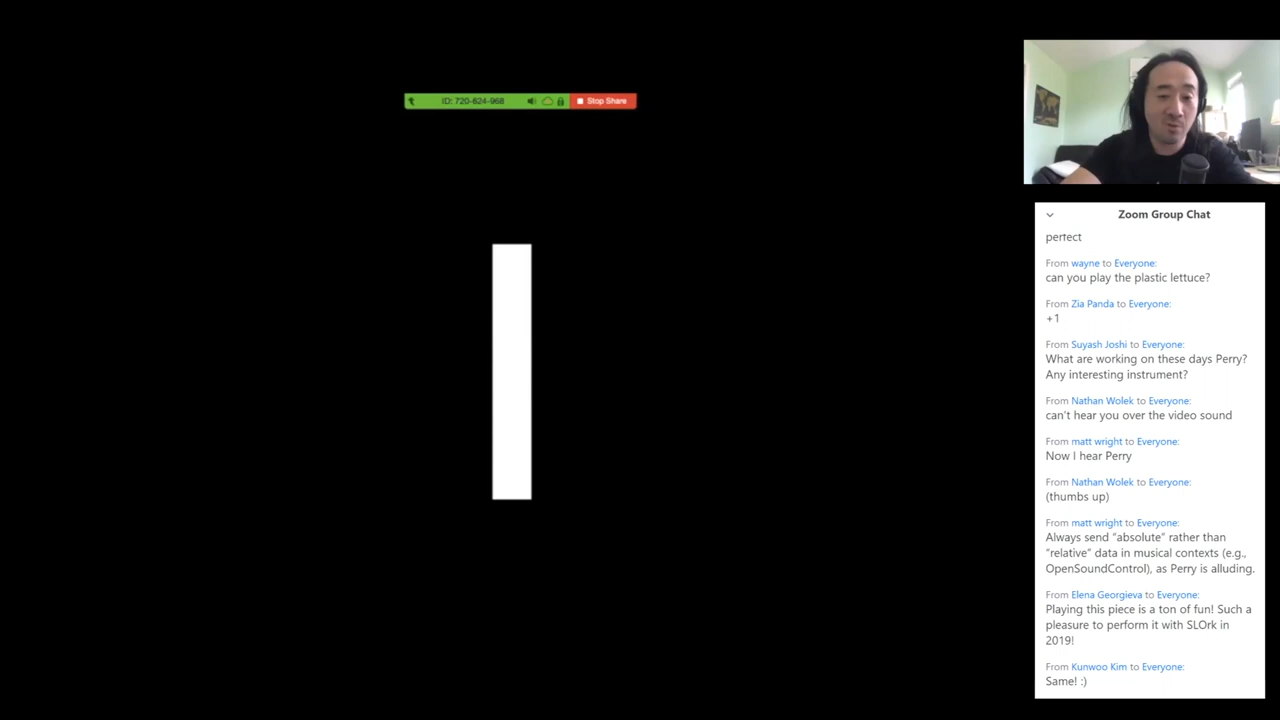 ID: 720-624-968
Stop Share
Zoom Group Chat
perfect
From wayne to Everyone:
can you play the plastic lettuce?
From Zia Panda to Everyone:
+1
From Suyash Joshi to Everyone:
What are working on these days Perry?
Any interesting instrument?
From Nathan Wolek to Everyone:
can't hear you over the video sound
From matt wright to Everyone:
Now I hear Perry
From Nathan Wolek to Everyone:
(thumbs up)
From matt wright to Everyone:
Always send “absolute” rather than
“relative” data in musical contexts (e.g.,
OpenSoundControl), as Perry is alluding.
From Elena Georgieva to Everyone:
Playing this piece is a ton of fun! Such a
pleasure to perform it with SLOrk in
2019!
From Kunwoo Kim to Everyone:
Same! :)